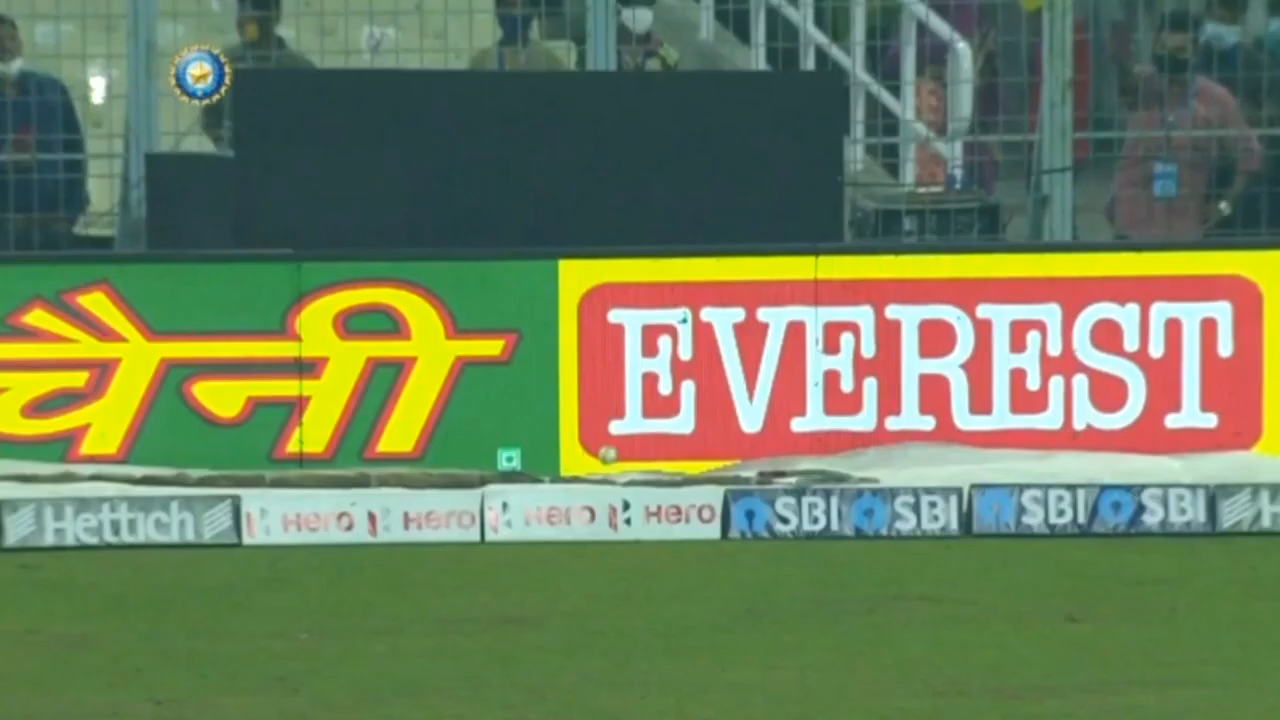 चैनी
EVEREST
Hettich
Hero Hero
Hero Hero
SBI SBI
SBI SBI
H